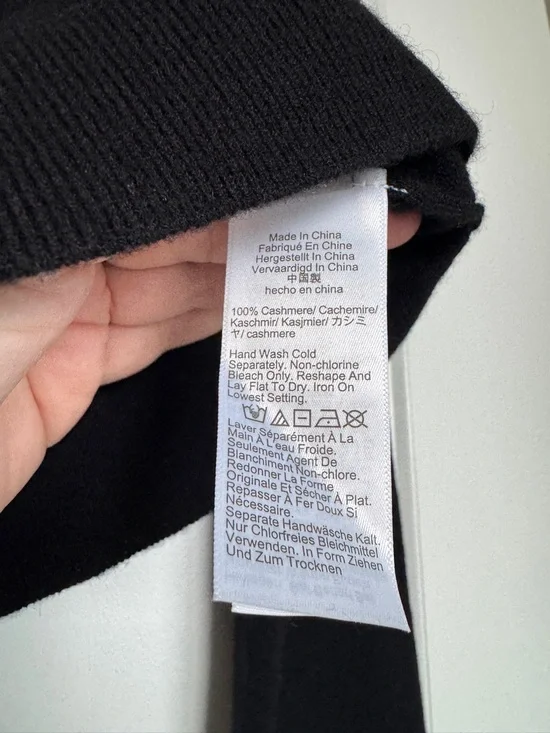 Made In China
Fabriqué En Chine
Hergestellt In China
Vervaardigd In China
中国製
hecho en china
100% Cashmere/ Cachemire/
Kaschmir/ Kasjmier/ カシミ
ヤ/ cashmere
Hand Wash Cold
Separately. Non-chlorine
Bleach Only. Reshape And
Lay Flat To Dry. Iron On
Lowest Setting.
Laver Séparément À La
Main À L'eau Froide.
Seulement Agent De
Blanchiment Non-chlore.
Redonner La Forme
Originale Et Sécher À Plat.
Repasser À Fer Doux Si
Nécessaire.
Separate Handwäsche Kalt.
Nur Chlorfreies Bleichmittel
Verwenden. In Form Ziehen
Und Zum Trocknen